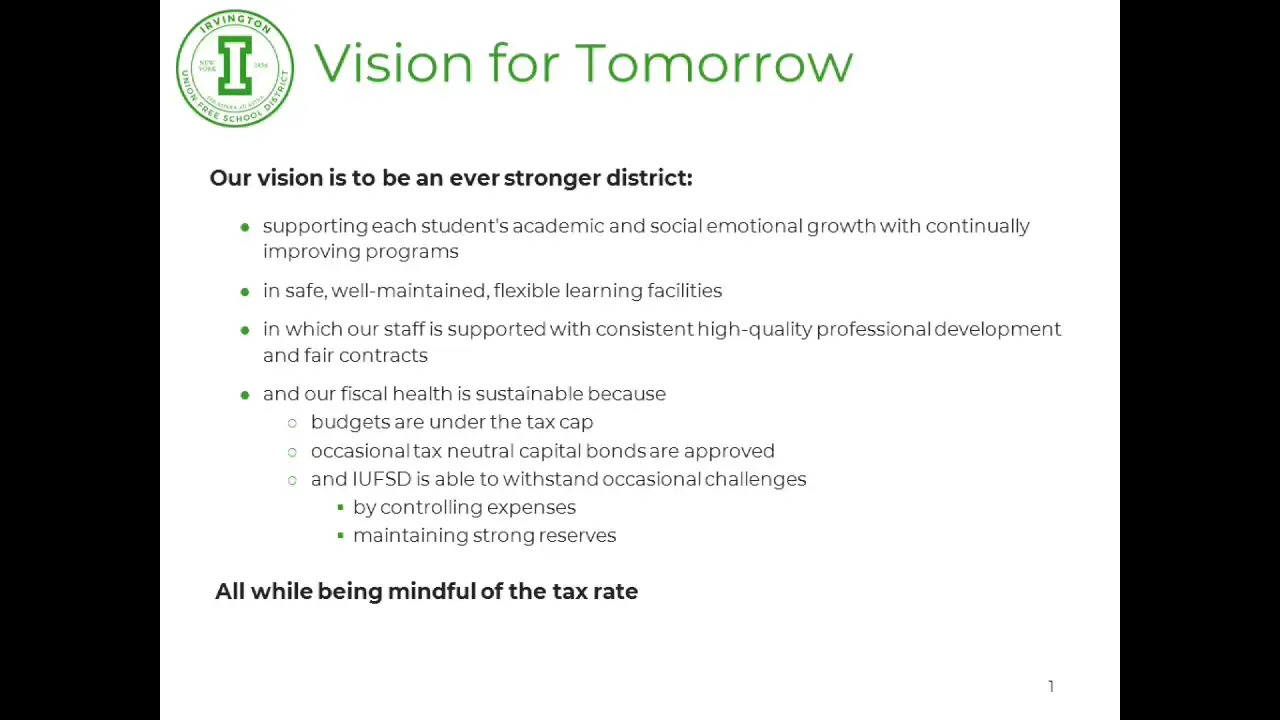 IRVINGTON
NEW YORK
1856
UNION FREE SCHOOL DISTRICT
Vision for Tomorrow
Our vision is to be an ever stronger district:
supporting each student's academic and social emotional growth with continually
improving programs
in safe, well-maintained, flexible learning facilities
in which our staff is supported with consistent high-quality professional development
and fair contracts
and our fiscal health is sustainable because
budgets are under the tax cap
occasional tax neutral capital bonds are approved
and IUFSD is able to withstand occasional challenges
by controlling expenses
maintaining strong reserves
All while being mindful of the tax rate
1